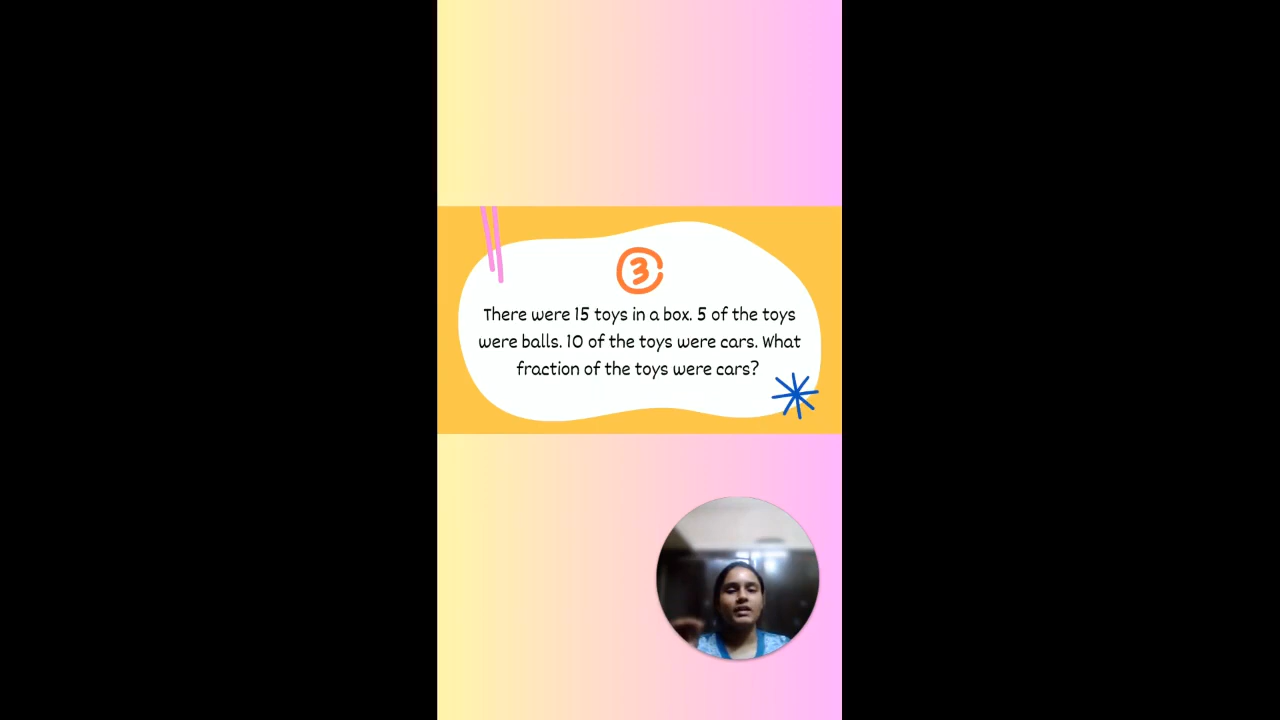 3
There were 15 toys in a box. 5 of the toys
were balls. 10 of the toys were cars. What
fraction of the toys were cars?